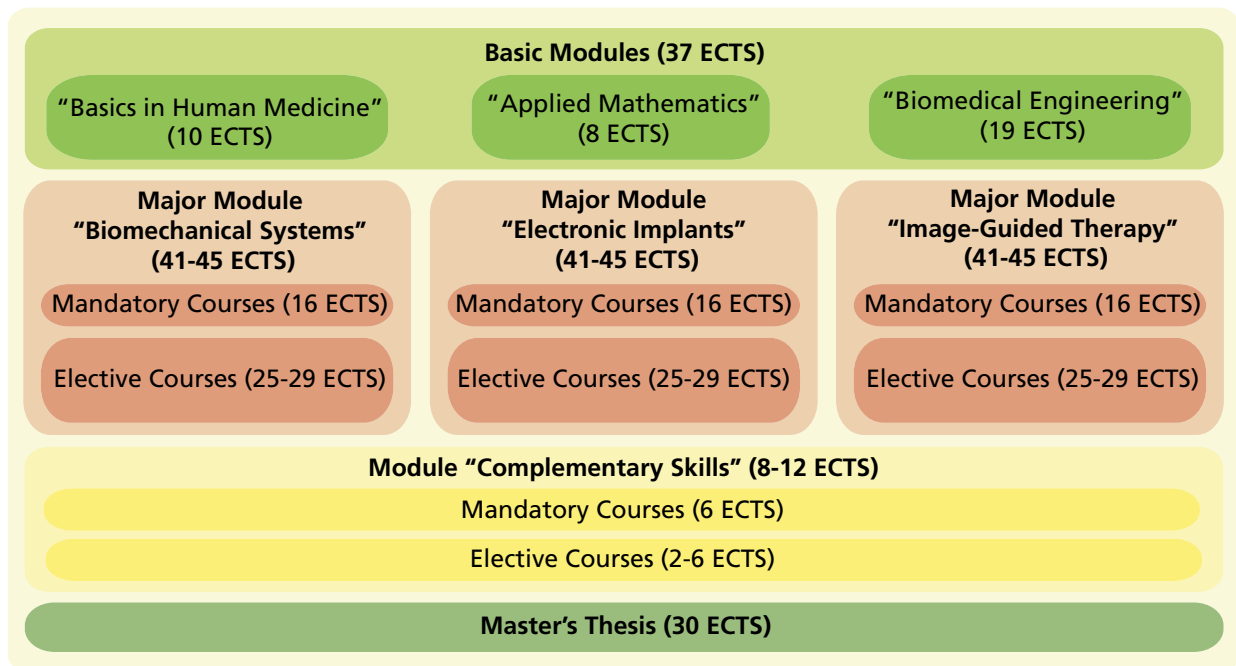 Basic Modules (37 ECTS)
“Basics in Human Medicine”
(10 ECTS)
“Applied Mathematics”
(8 ECTS)
“Biomedical Engineering”
(19 ECTS)
Major Module
“Biomechanical Systems”
(41-45 ECTS)
Mandatory Courses (16 ECTS)
Elective Courses (25-29 ECTS)
Major Module
“Electronic Implants”
(41-45 ECTS)
Mandatory Courses (16 ECTS)
Elective Courses (25-29 ECTS)
Major Module
“Image-Guided Therapy”
(41-45 ECTS)
Mandatory Courses (16 ECTS)
Elective Courses (25-29 ECTS)
Module “Complementary Skills” (8-12 ECTS)
Mandatory Courses (6 ECTS)
Elective Courses (2-6 ECTS)
Master’s Thesis (30 ECTS)